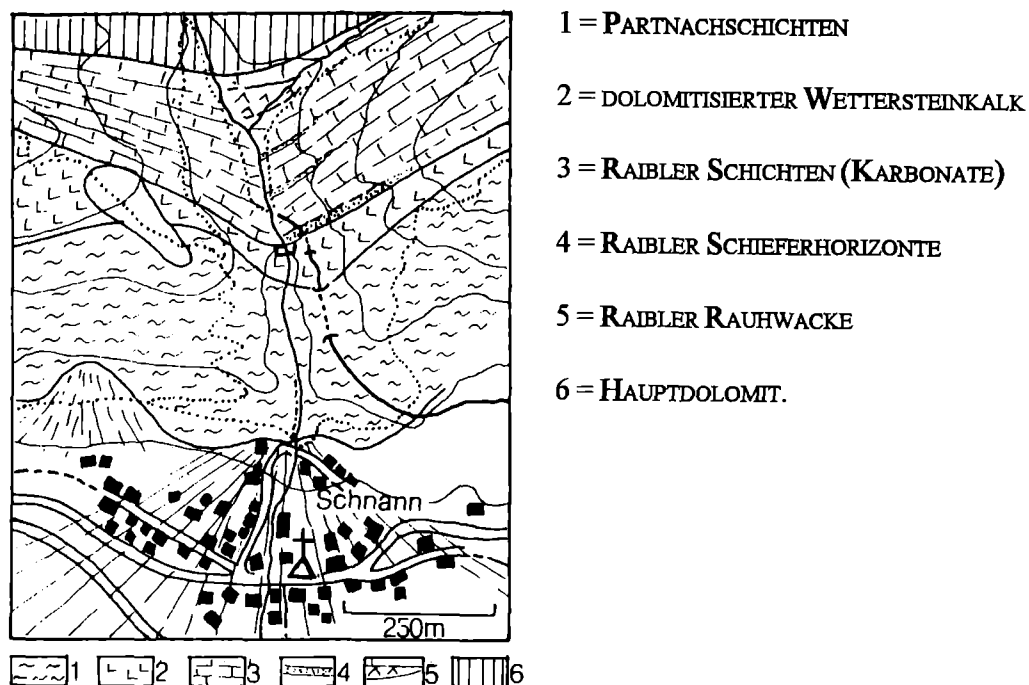 1 = PARTNACHSCHICHTEN
2 = DOLOMITISIERTER WETTERSTEINKALK
3 = RAIBLER SCHICHTEN (KARBONATE)
4 = RAIBLER SCHIEFERHORIZONTE
5 = RAIBLER RAUHWACKE
6 = HAUPTDOLOMIT.
Schnann
250m
1 2 3 4 5 6